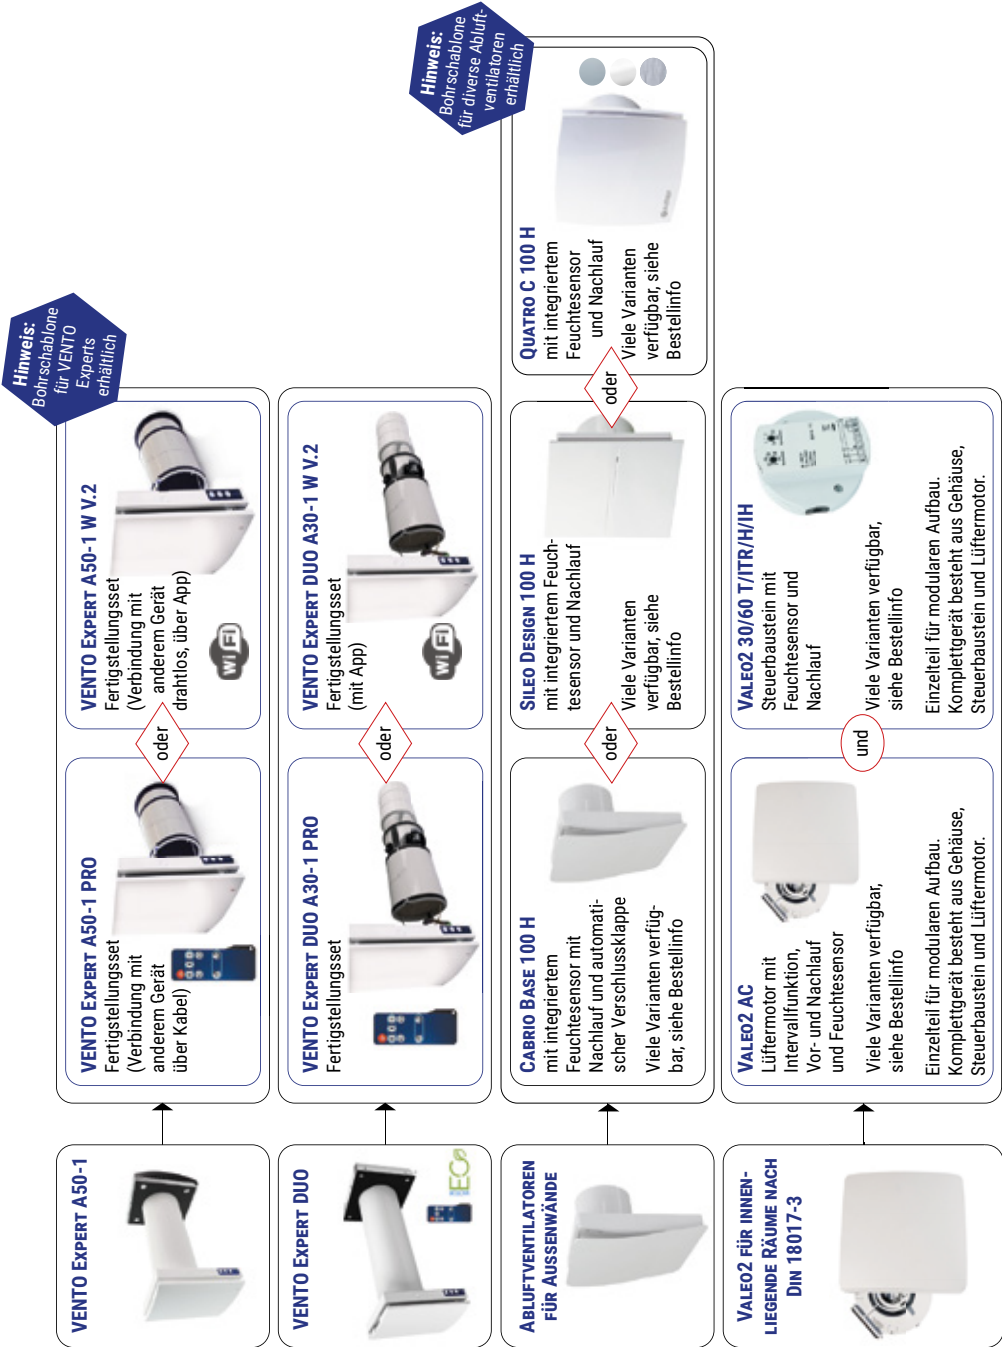 VENTO EXPERT A50-1
VENTO EXPERT A50-1 PRO
Fertigstellungsset
(Verbindung mit
anderem Gerät
über Kabel)
oder
VENTO EXPERT A50-1 W V.2
Fertigstellungsset
(Verbindung mit
anderem Gerät
drahtlos, über App)
WiFi
Hinweis:
Bohrschablone
für VENTO
Experts
erhältlich
VENTO EXPERT DUO
ECO
VENTO EXPERT DUO A30-1 PRO
Fertigstellungsset
oder
VENTO EXPERT DUO A30-1 W V.2
Fertigstellungsset
(mit App)
WiFi
ABLUFTVENTILATOREN
FÜR AUSSENWÄNDE
CABRIO BASE 100 H
mit integriertem
Feuchtesensor mit
Nachlauf und automati-
scher Verschlussklappe
Viele Varianten verfüg-
bar, siehe Bestellinfo
oder
SILEO DESIGN 100 H
mit integriertem Feuch-
tesensor und Nachlauf
Viele Varianten
verfügbar, siehe
Bestellinfo
oder
QUATRO C 100 H
mit integriertem
Feuchtesensor
und Nachlauf
Viele Varianten
verfügbar, siehe
Bestellinfo
Hinweis:
Bohrschablone
für diverse Abluft-
ventilatoren
erhältlich
VALEO2 FÜR INNEN-
LIEGENDE RÄUME NACH
DIN 18017-3
VALEO2 AC
Lüftermotor mit
Intervallfunktion,
Vor- und Nachlauf
und Feuchtesensor
Viele Varianten verfügbar,
siehe Bestellinfo
Einzelteil für modularen Aufbau.
Komplettgerät besteht aus Gehäuse,
Steuerbaustein und Lüftermotor.
und
VALEO2 30/60 T/ITR/H/IH
Steuerbaustein mit
Feuchtesensor und
Nachlauf
Viele Varianten verfügbar,
siehe Bestellinfo
Einzelteil für modularen Aufbau.
Komplettgerät besteht aus Gehäuse,
Steuerbaustein und Lüftermotor.